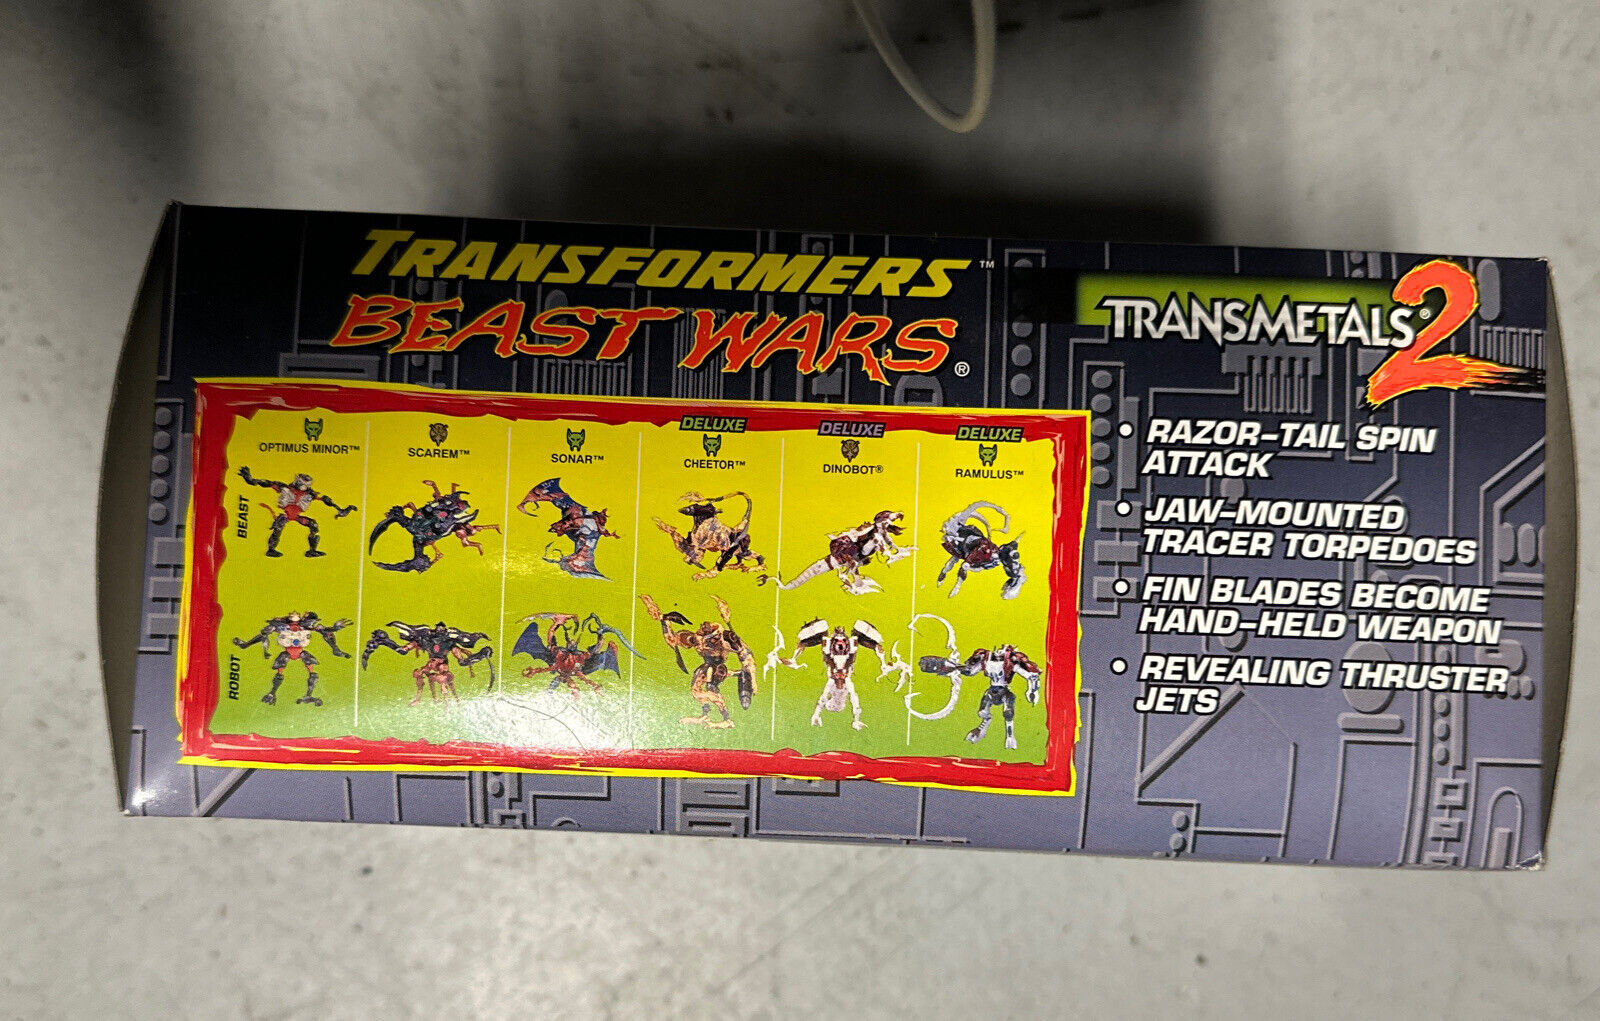 TRANSFORMERS™
BEAST WARS®
TRANSMETALS®2
OPTIMUS MINOR™
SCAREM™
SONAR™
DELUXE
CHEETOR™
DELUXE
DINOBOT®
DELUXE
RAMULUS™
BEAST
ROBOT
• RAZOR-TAIL SPIN
ATTACK
• JAW-MOUNTED
TRACER TORPEDOES
• FIN BLADES BECOME
HAND-HELD WEAPON
• REVEALING THRUSTER
JETS